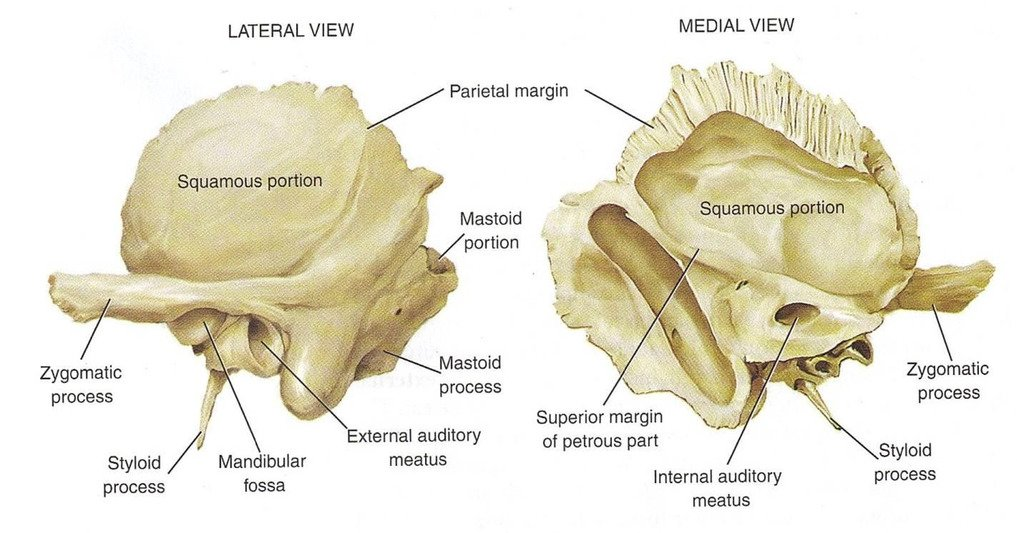 LATERAL VIEW
MEDIAL VIEW
Parietal margin
Squamous portion
Squamous portion
Mastoid
portion
Zygomatic
process
Mastoid
process
Zygomatic
process
External auditory
meatus
Superior margin
of petrous part
Styloid
process
Mandibular
fossa
Internal auditory
meatus
Styloid
process